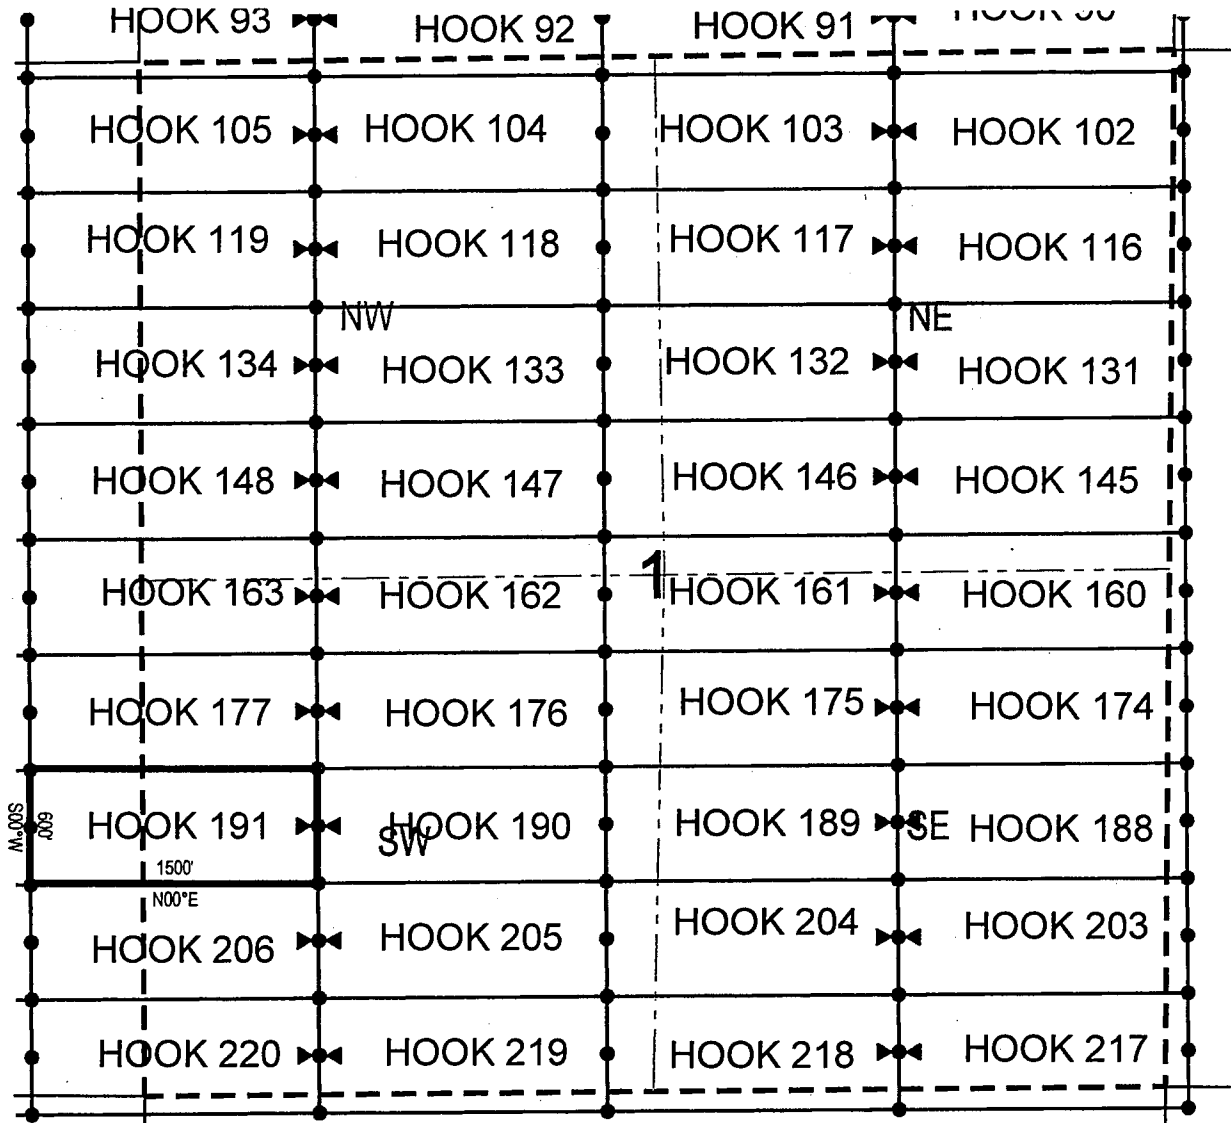 HOOK 93 HOOK 92 HOOK 91
HOOK 105 HOOK 104 HOOK 103 HOOK 102
HOOK 119 HOOK 118 HOOK 117 HOOK 116
NW NE
HOOK 134 HOOK 133 HOOK 132 HOOK 131
HOOK 148 HOOK 147 HOOK 146 HOOK 145
1
HOOK 163 HOOK 162 HOOK 161 HOOK 160
HOOK 177 HOOK 176 HOOK 175 HOOK 174
S00°W 600' HOOK 191 HOOK 190 HOOK 189 HOOK 188
SW SE
1500'
N00°E
HOOK 206 HOOK 205 HOOK 204 HOOK 203
HOOK 220 HOOK 219 HOOK 218 HOOK 217